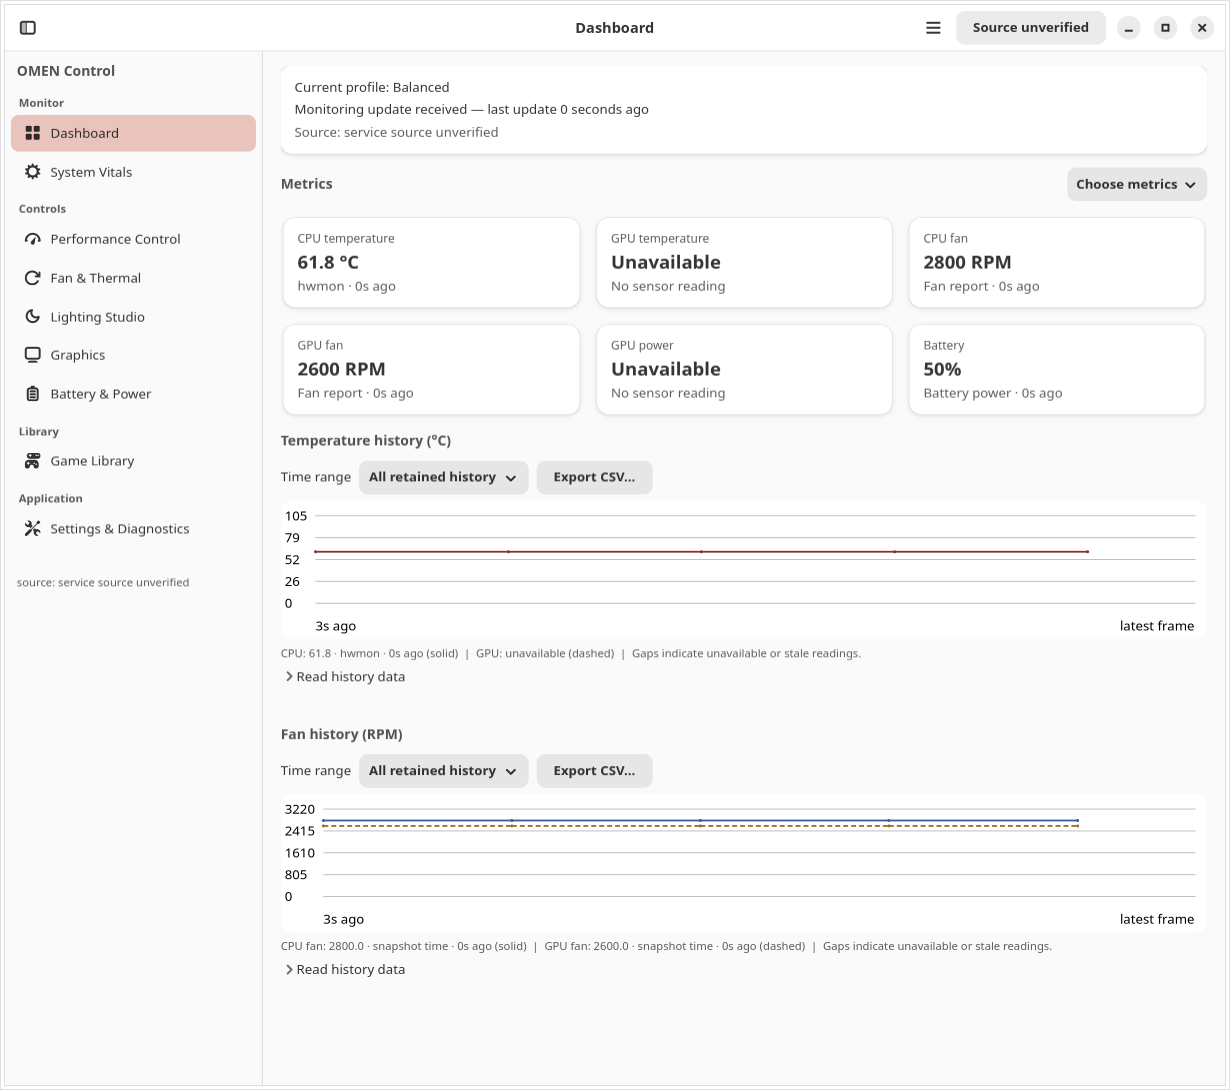 Dashboard
Source unverified
OMEN Control
Monitor
Dashboard
System Vitals
Controls
Performance Control
Fan & Thermal
Lighting Studio
Graphics
Battery & Power
Library
Game Library
Application
Settings & Diagnostics
source: service source unverified
Current profile: Balanced
Monitoring update received — last update 0 seconds ago
Source: service source unverified
Metrics
Choose metrics
CPU temperature
61.8 °C
hwmon · 0s ago
GPU temperature
Unavailable
No sensor reading
CPU fan
2800 RPM
Fan report · 0s ago
GPU fan
2600 RPM
Fan report · 0s ago
GPU power
Unavailable
No sensor reading
Battery
50%
Battery power · 0s ago
Temperature history (°C)
Time range All retained history Export CSV...
105
79
52
26
0
3s ago latest frame
CPU: 61.8 · hwmon · 0s ago (solid) | GPU: unavailable (dashed) | Gaps indicate unavailable or stale readings.
Read history data
Fan history (RPM)
Time range All retained history Export CSV...
3220
2415
1610
805
0
3s ago latest frame
CPU fan: 2800.0 · snapshot time · 0s ago (solid) | GPU fan: 2600.0 · snapshot time · 0s ago (dashed) | Gaps indicate unavailable or stale readings.
Read history data